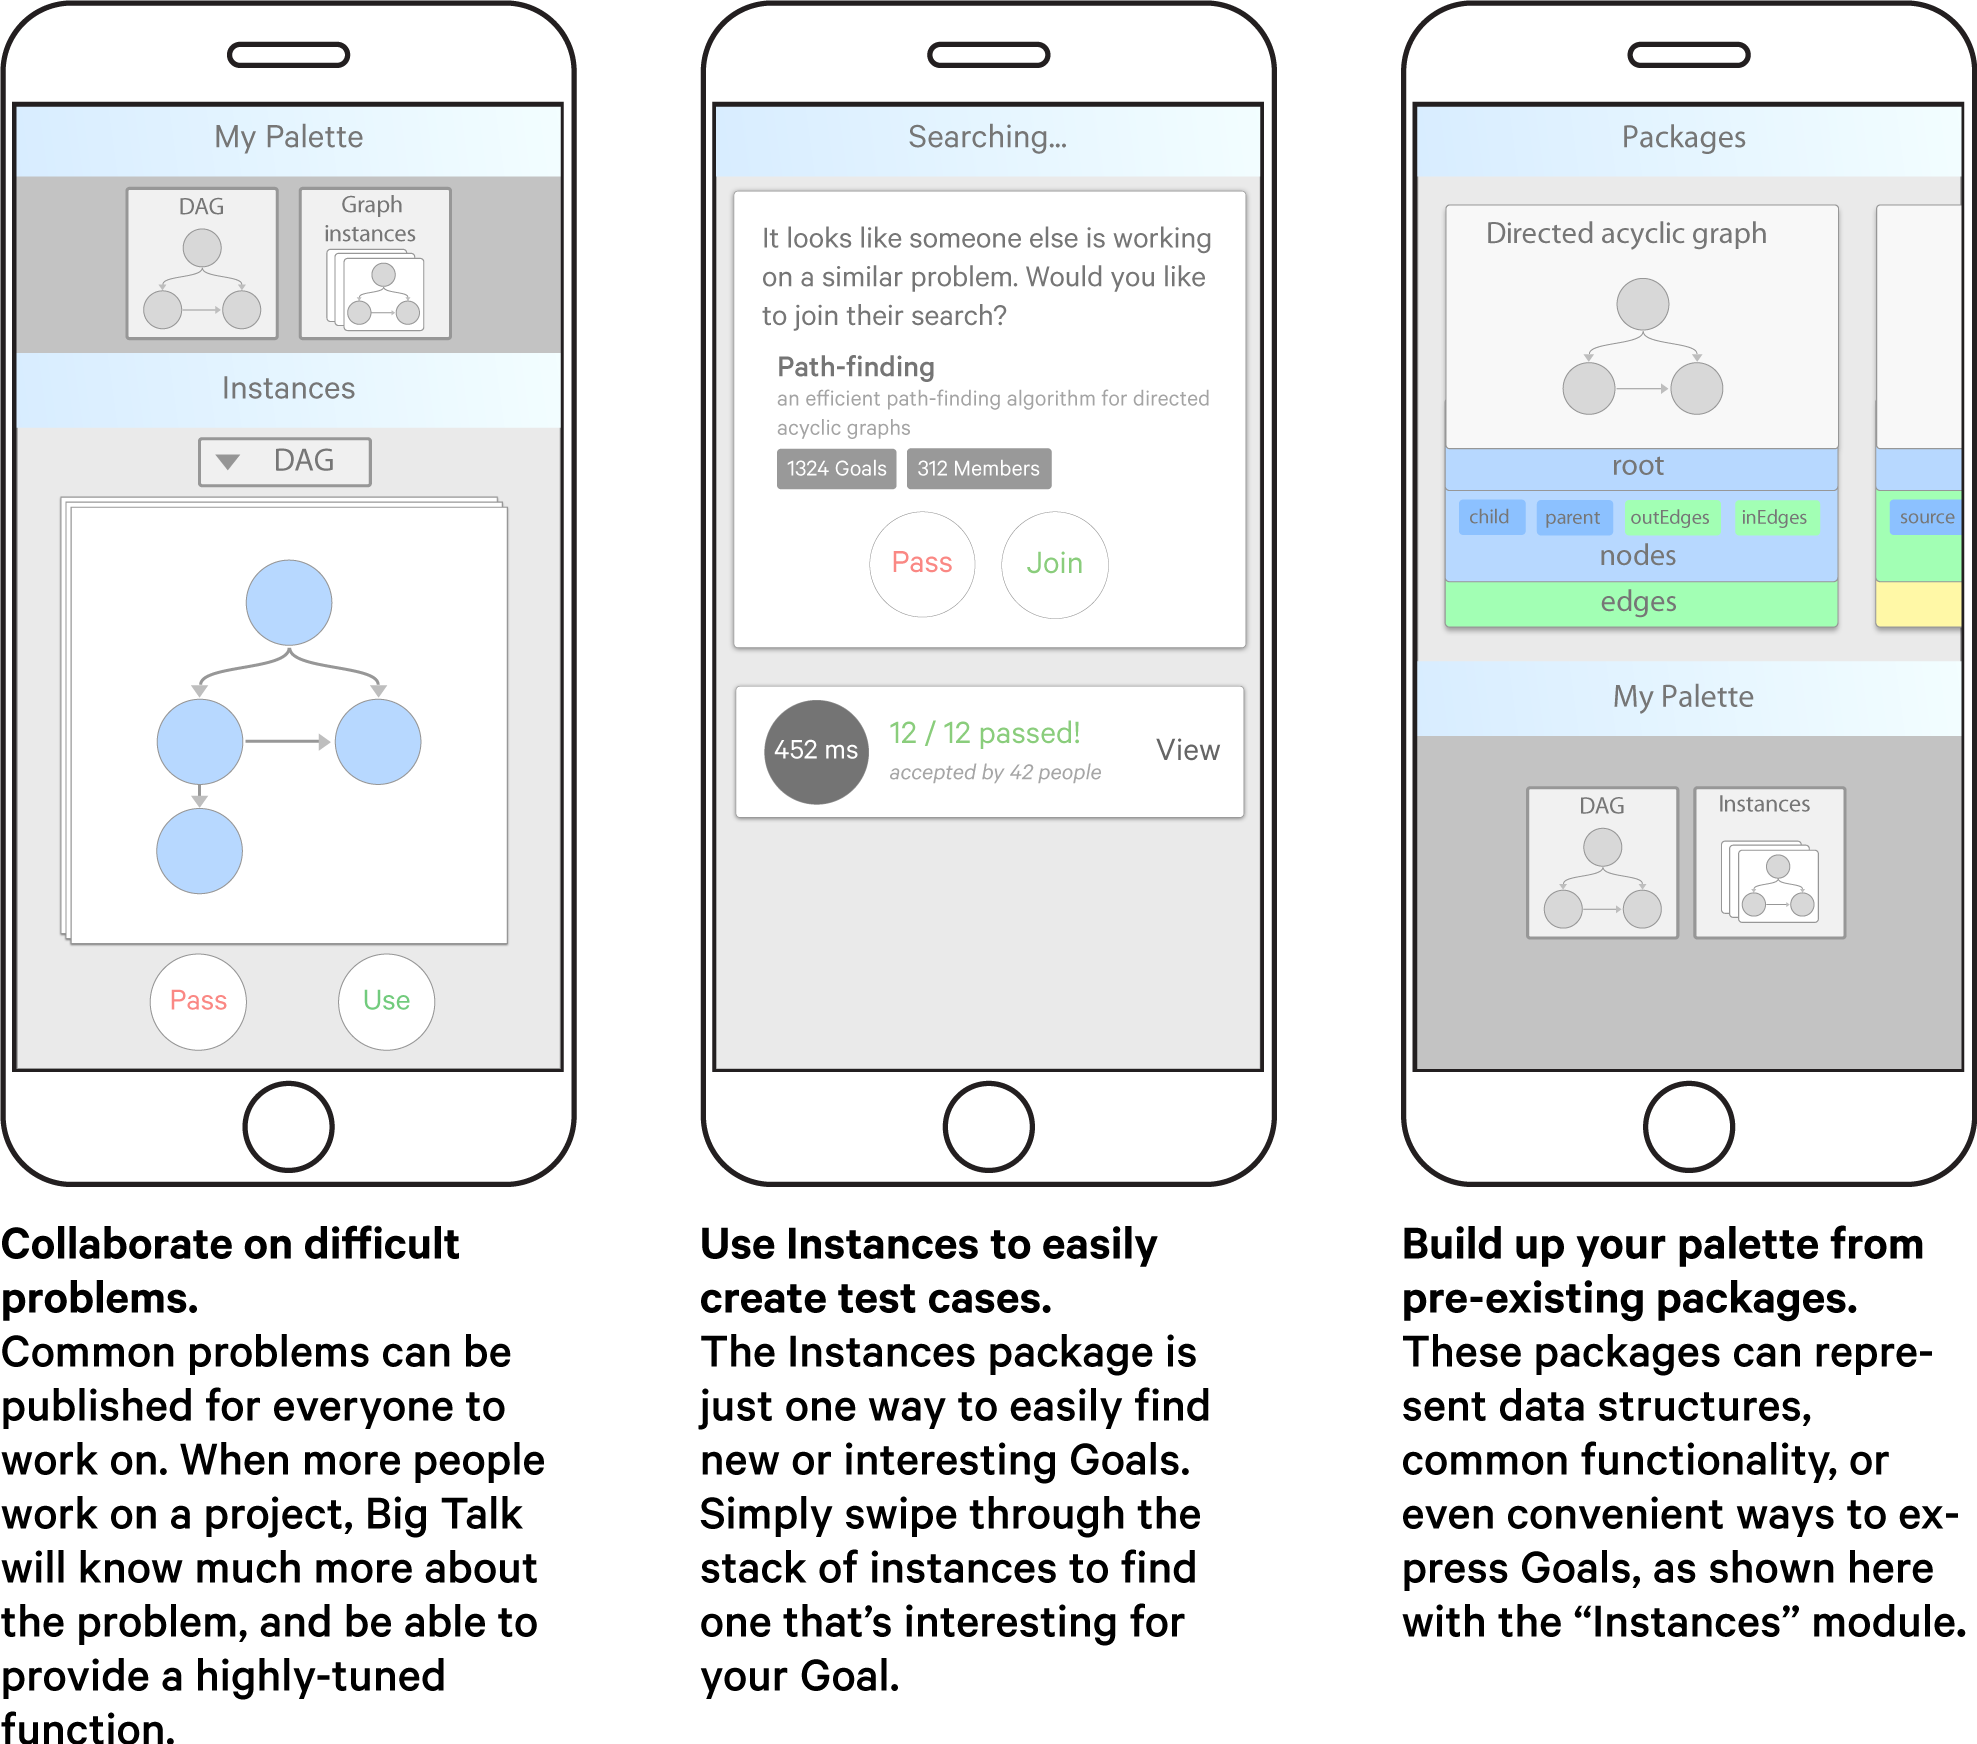 My Palette
DAG
Graph
instances
Instances
DAG
Pass
Use
Searching...
It looks like someone else is working
on a similar problem. Would you like
to join their search?
Path-finding
an efficient path-finding algorithm for directed
acyclic graphs
1324 Goals
312 Members
Pass
Join
452 ms
12 / 12 passed!
accepted by 42 people
View
Packages
Directed acyclic graph
root
child
parent
outEdges
inEdges
nodes
edges
source
My Palette
DAG
Instances
Collaborate on difficult
problems.
Common problems can be
published for everyone to
work on. When more people
work on a project, Big Talk
will know much more about
the problem, and be able to
provide a highly-tuned
function.
Use Instances to easily
create test cases.
The Instances package is
just one way to easily find
new or interesting Goals.
Simply swipe through the
stack of instances to find
one that’s interesting for
your Goal.
Build up your palette from
pre-existing packages.
These packages can repre-
sent data structures,
common functionality, or
even convenient ways to ex-
press Goals, as shown here
with the “Instances” module.